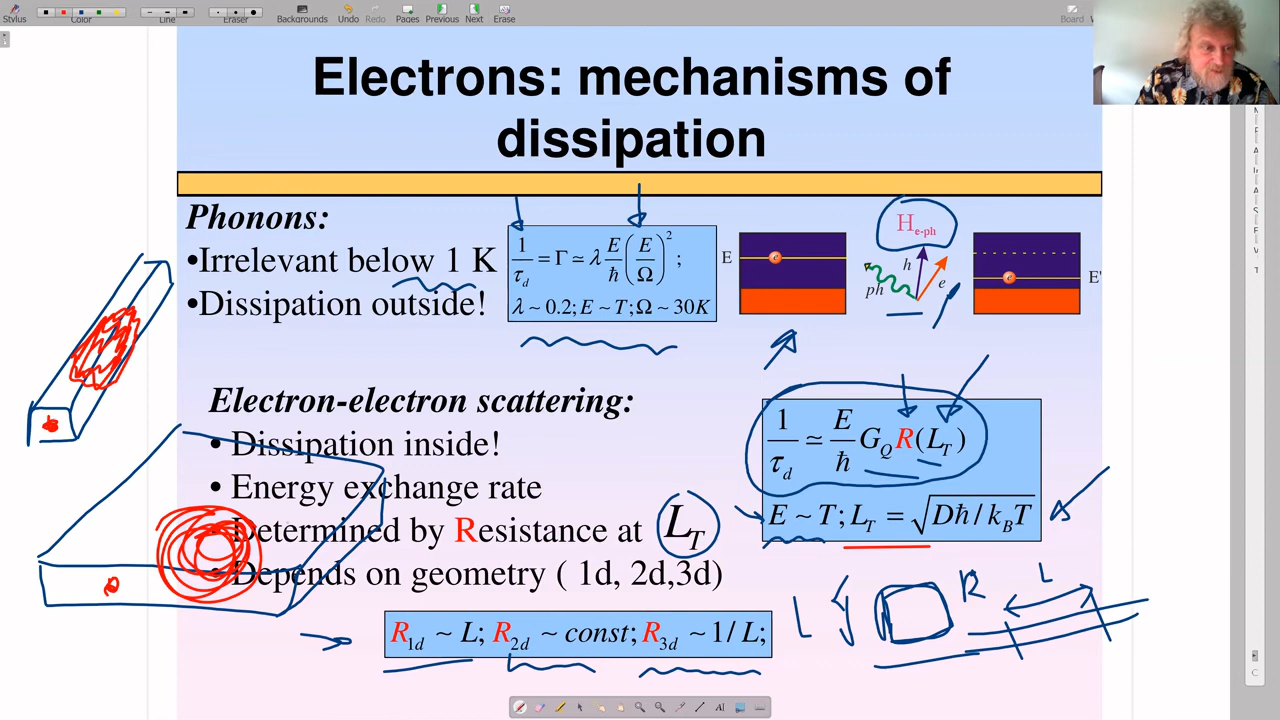 Stylus
Color
Line
Eraser
Backgrounds
Undo
Redo
Pages
Previous
Next
Erase
Board
Electrons: mechanisms of
dissipation
Phonons:
•Irrelevant below 1 K
•Dissipation outside!
1/τ_d = Γ ≃ λ E/ħ (E/Ω)²;
λ ~ 0.2; E ~ T; Ω ~ 30K
E
e
H_e-ph
h
ph
e
e
E'
Electron-electron scattering:
• Dissipation inside!
• Energy exchange rate
• Determined by Resistance at L_T
• Depends on geometry ( 1d, 2d,3d)
1/τ_d ≃ E/ħ G_Q R(L_T)
E ~ T; L_T = √(Dħ / k_BT)
R_1d ~ L; R_2d ~ const; R_3d ~ 1/ L;
L
R
L